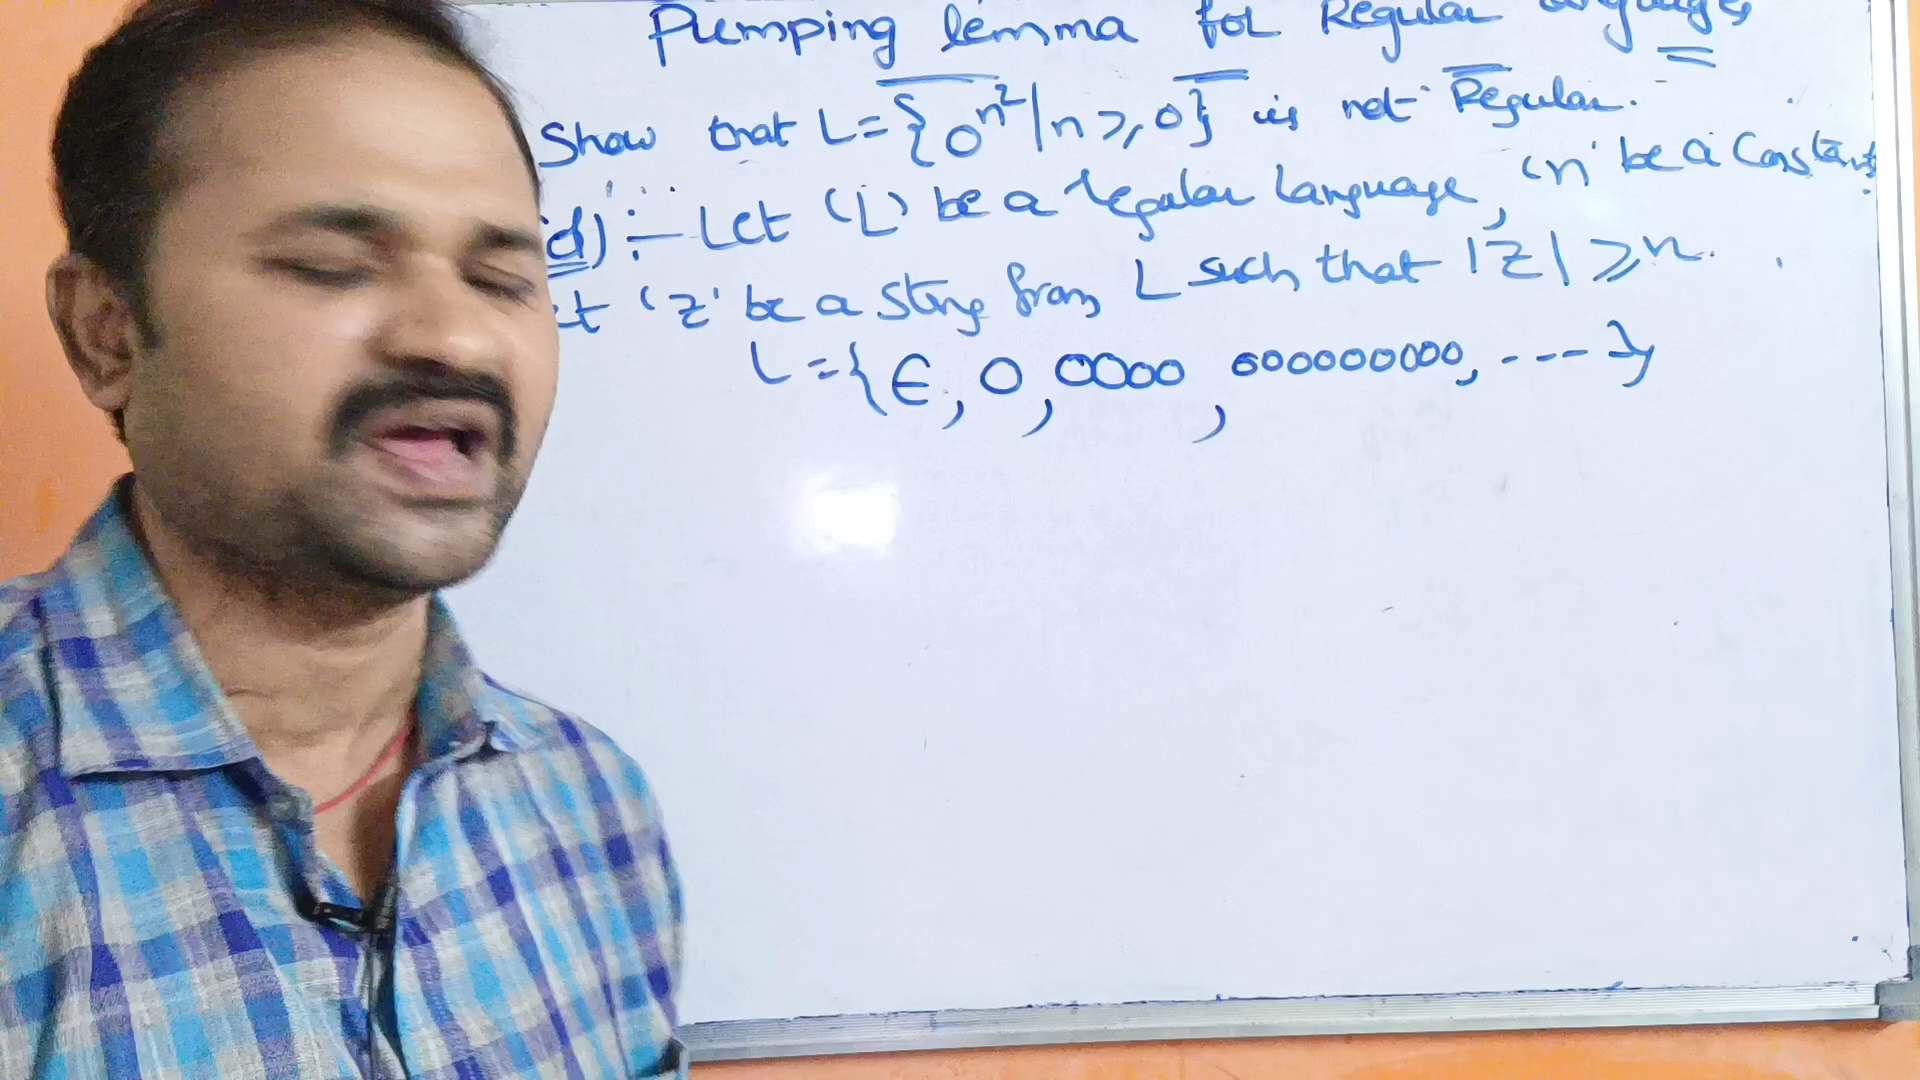 Pumping lemma for Regular Languages
Show that L = {0^n² | n ≥ 0} is not Regular.
d) :- Let 'L' be a regular language, 'n' be a Constant
et 'z' be a string from L such that |z| ≥ n.
L = {ε, 0, 0000, 000000000, ---- }